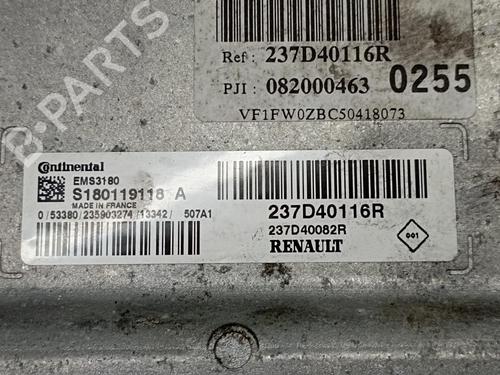 Ref : 237D40116R
PJI : 082000463 0255
VF1FW0ZBC50418073
Continental
EMS3180
S180119118 A
MADE IN FRANCE
0 /53380/235903274 /13342/ 507A1
237D40116R
237D40082R
RENAULT
001
B-PARTS